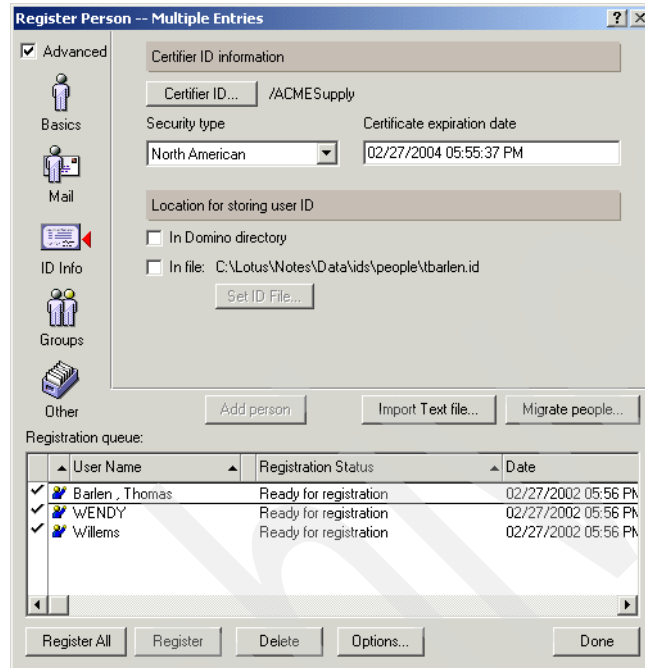 Register Person -- Multiple Entries
Advanced
Basics
Mail
ID Info
Groups
Other
Certifier ID information
Certifier ID... /ACMESupply
Security type Certificate expiration date
North American 02/27/2004 05:55:37 PM
Location for storing user ID
In Domino directory
In file: C:\Lotus\Notes\Data\ids\people\tbarlen.id
Set ID File...
Add person Import Text file... Migrate people...
Registration queue:
User Name Registration Status Date
Barlen , Thomas Ready for registration 02/27/2002 05:56 PM
WENDY Ready for registration 02/27/2002 05:56 PM
Willems Ready for registration 02/27/2002 05:56 PM
Register All Register Delete Options... Done